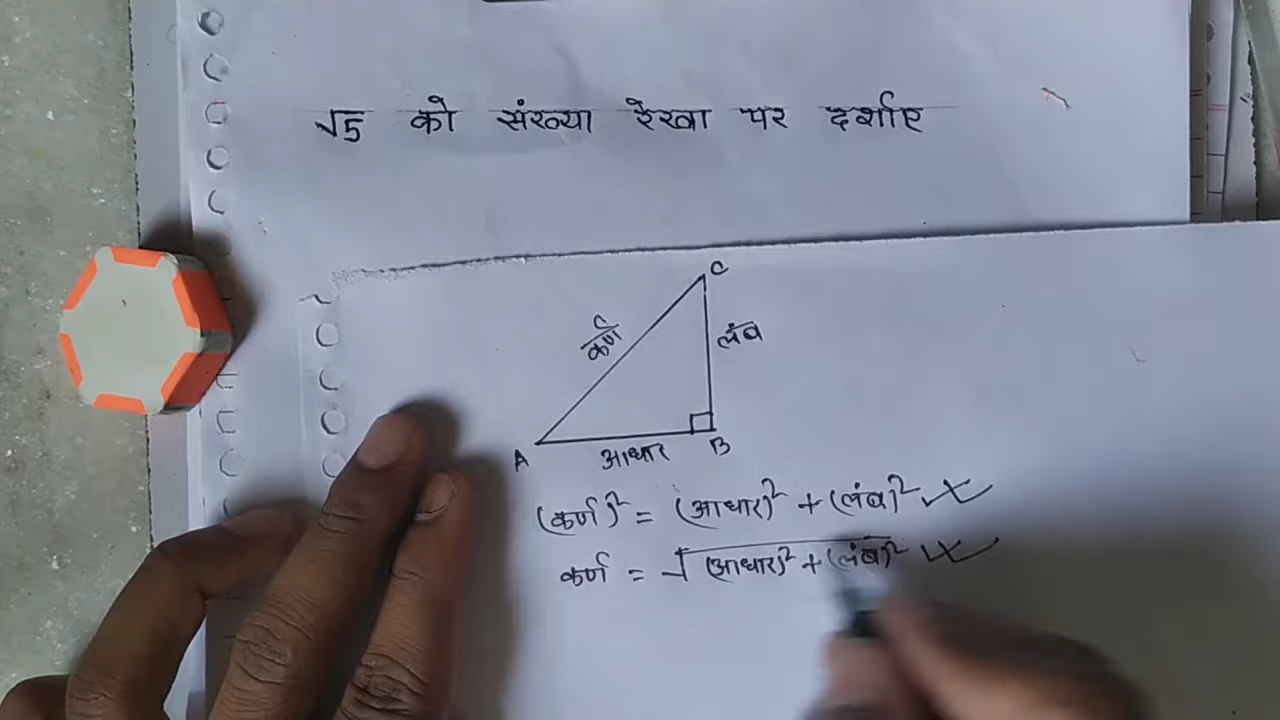 √5 को संख्या रेखा पर दर्शाए
C
कर्ण
लंब
A
आधार
B
(कर्ण)² = (आधार)² + (लंब)²
कर्ण = √(आधार)² + (लंब)²